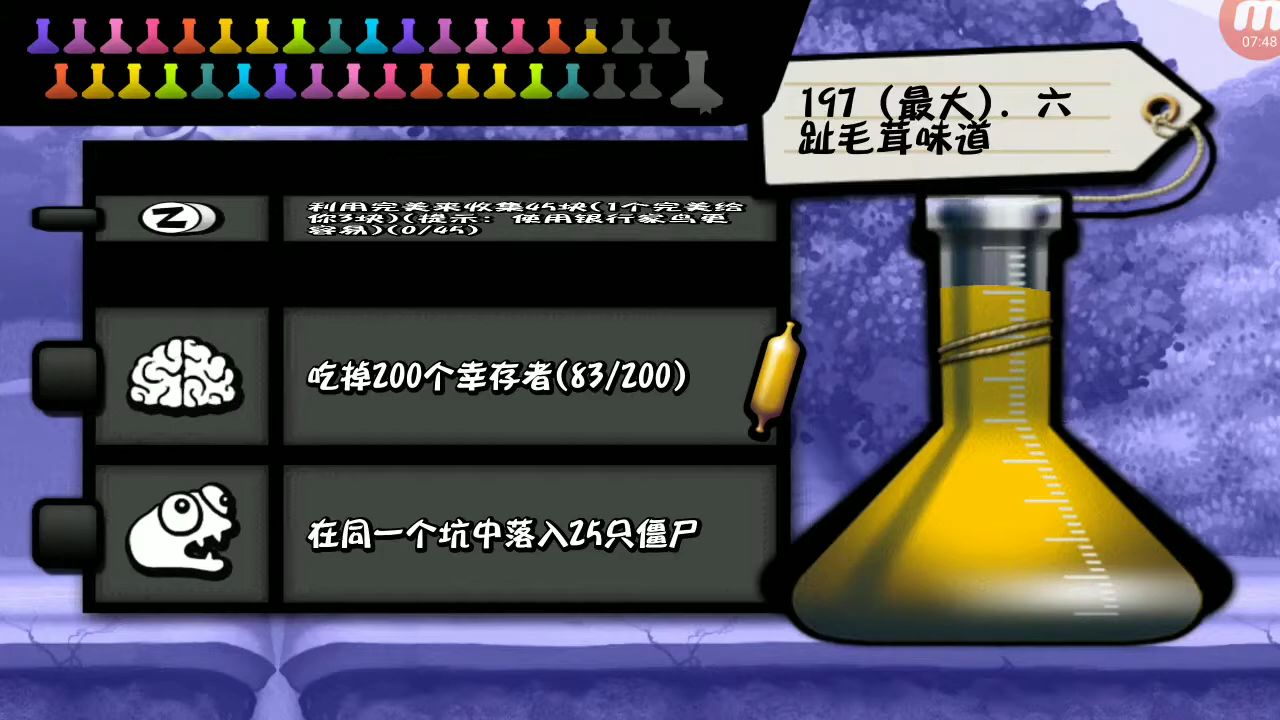 07:48
197 (最大). 六
趾毛茸味道
利用完美来收集45块(1个完美给
你3块)(提示: 使用银行家鸟更
容易)(0/45)
吃掉200个幸存者(83/200)
在同一个坑中落入25只僵尸